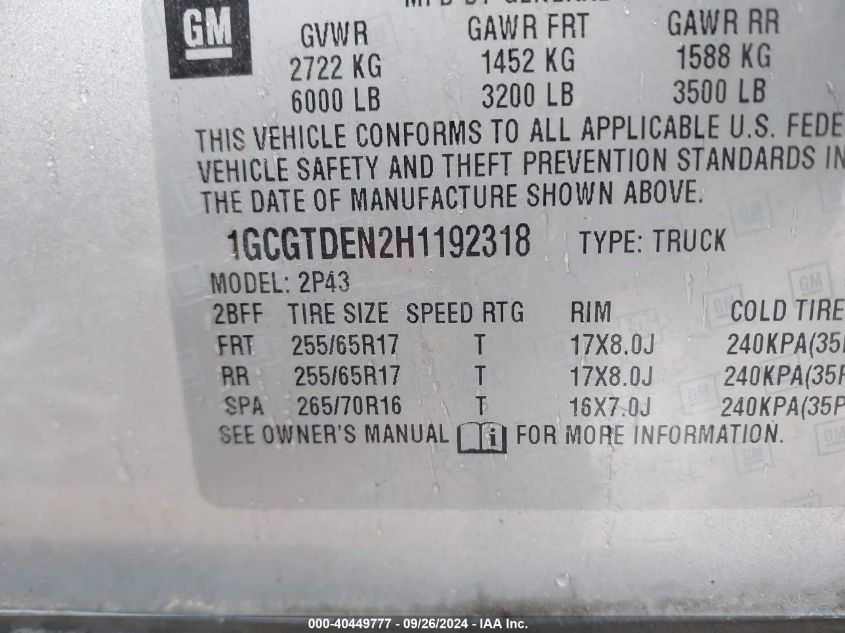 GM
GVWR GAWR FRT GAWR RR
2722 KG 1452 KG 1588 KG
6000 LB 3200 LB 3500 LB
THIS VEHICLE CONFORMS TO ALL APPLICABLE U.S. FEDE
VEHICLE SAFETY AND THEFT PREVENTION STANDARDS IN
THE DATE OF MANUFACTURE SHOWN ABOVE.
1GCGTDEN2H1192318 TYPE: TRUCK
MODEL: 2P43
2BFF TIRE SIZE SPEED RTG RIM COLD TIRE
FRT 255/65R17 T 17X8.0J 240KPA(35
RR 255/65R17 T 17X8.0J 240KPA(35P
SPA 265/70R16 T 16X7.0J 240KPA(35P
SEE OWNER'S MANUAL i FOR MORE INFORMATION.
000-40449777 - 09/26/2024 - IAA Inc.